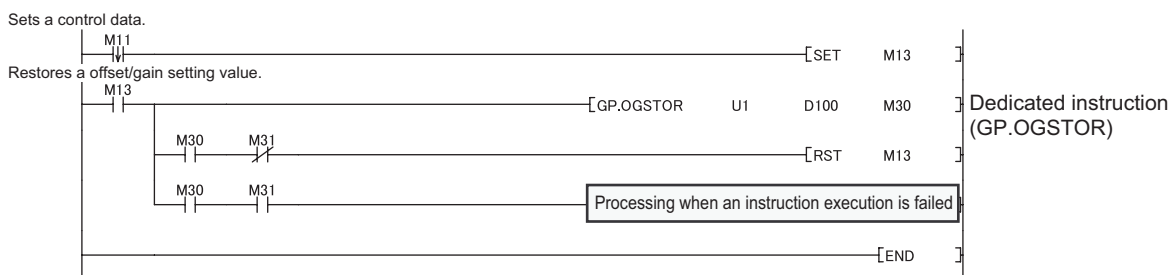 Sets a control data.
M11
SET M13
Restores a offset/gain setting value.
M13
GP.OGSTOR U1 D100 M30
Dedicated instruction
(GP.OGSTOR)
M30 M31
RST M13
M30 M31
Processing when an instruction execution is failed
END